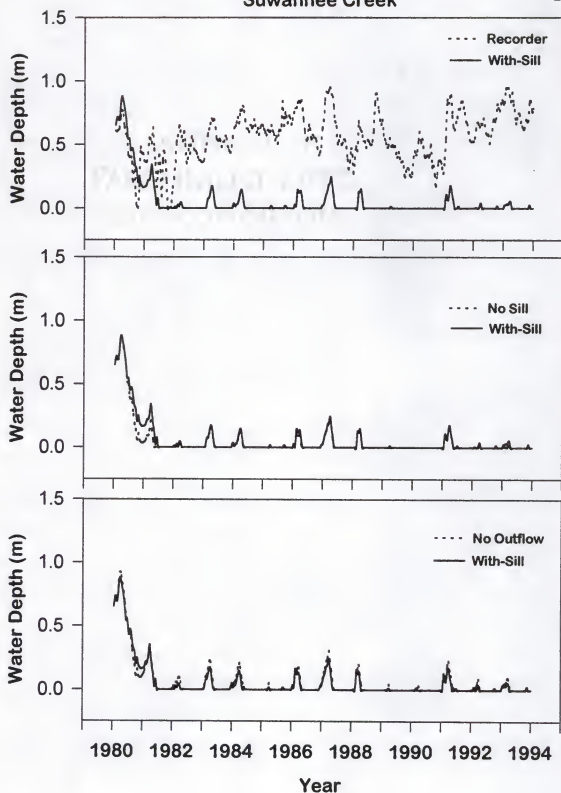 Suwannee Creek
1.5
1.0
0.5
0.0
Water Depth (m)
Recorder
With-Sill
1.5
1.0
0.5
0.0
Water Depth (m)
No Sill
With-Sill
1.5
1.0
0.5
0.0
Water Depth (m)
No Outflow
With-Sill
1980 1982 1984 1986 1988 1990 1992 1994
Year